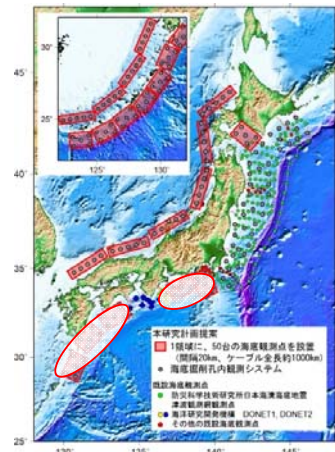 30°
25°
125°
130°
45°
40°
35°
30°
25°
本研究計画提案
1領域に、50台の海底観測点を設置
(間隔20km、ケーブル全長約1000km)
海底掘削孔内観測システム
既設海底観測点
防災科学技術研究所日本海溝海底地震
津波観測網観測点
海洋研究開発機構 DONET1, DONET2
その他の既設海底観測点
130°
135°
140°
145°